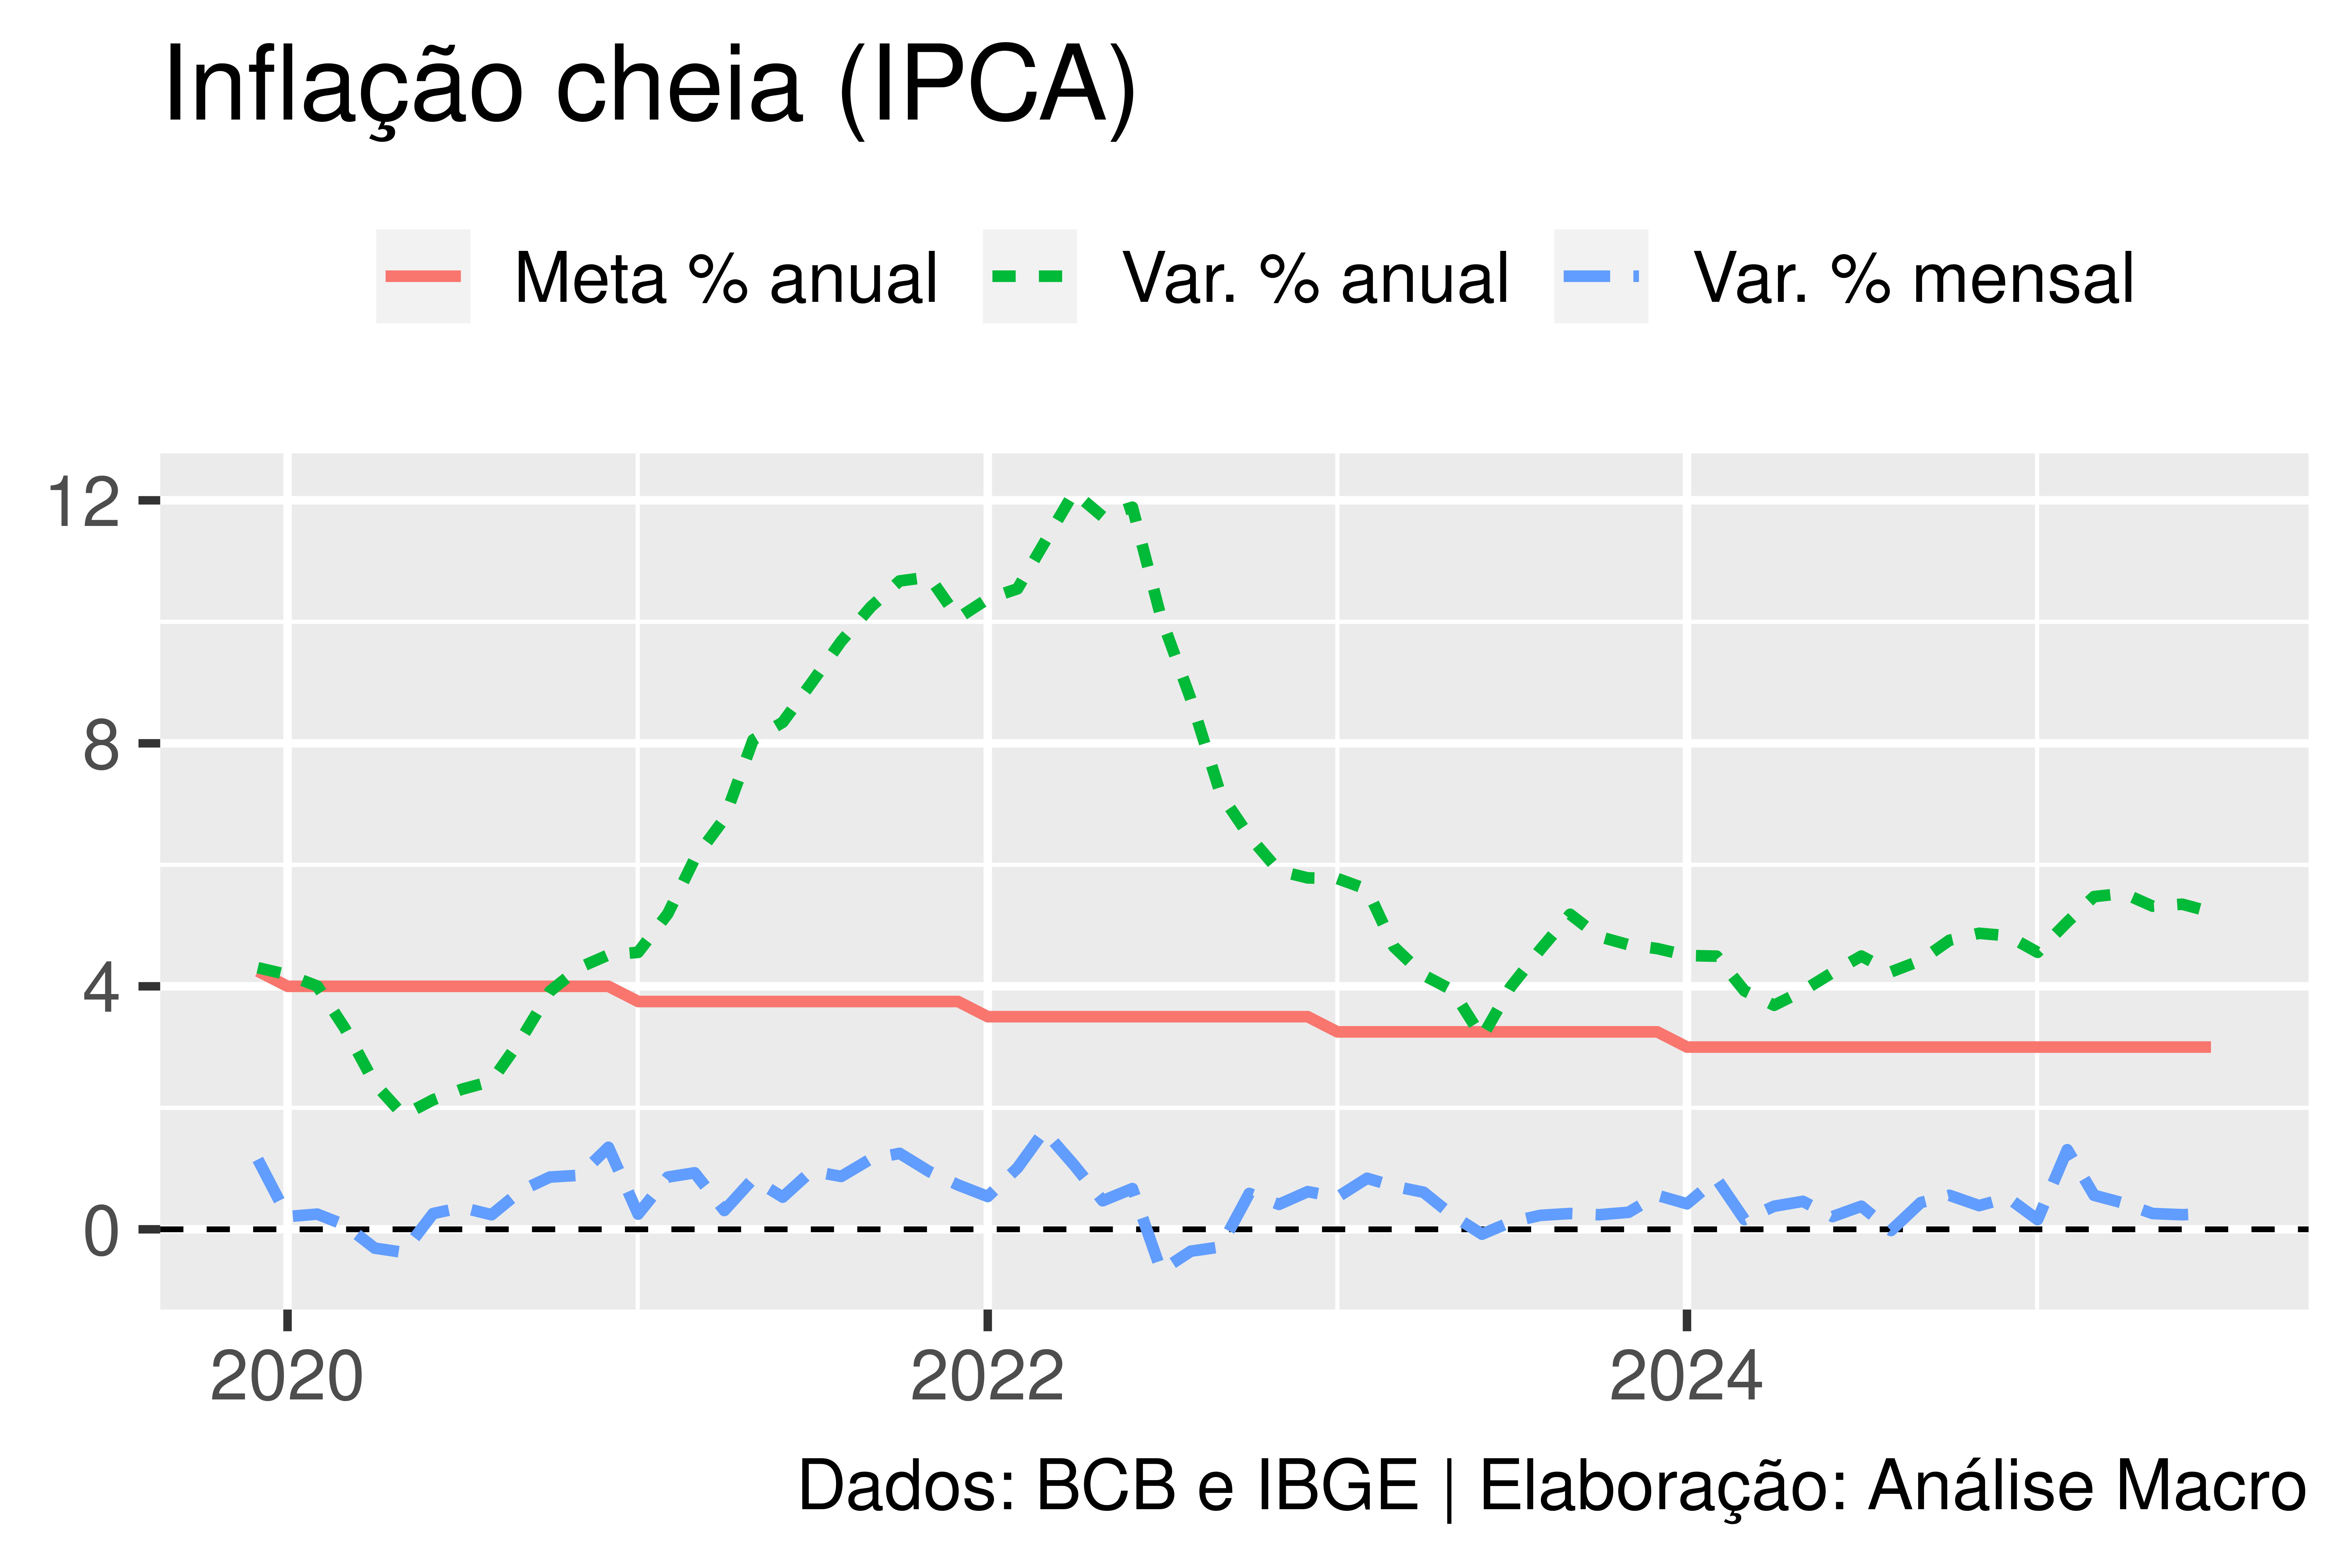 Inflação cheia (IPCA)
Meta % anual Var. % anual Var. % mensal
12
8
4
0
2020 2022 2024
Dados: BCB e IBGE | Elaboração: Análise Macro